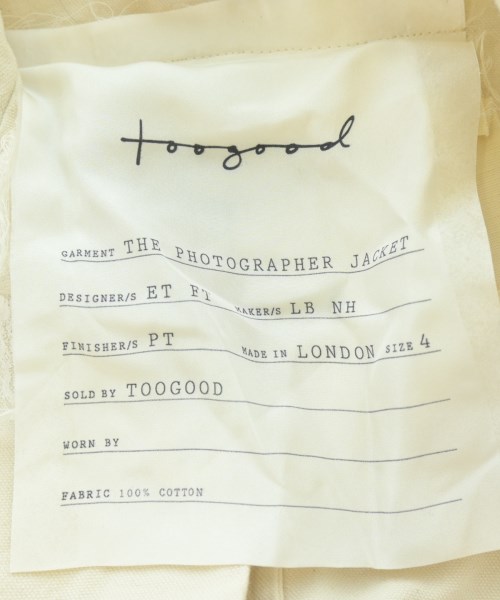 toogood
GARMENT THE PHOTOGRAPHER JACKET
DESIGNER/S ET FT MAKER/S LB NH
FINISHER/S PT MADE IN LONDON SIZE 4
SOLD BY TOOGOOD
WORN BY
FABRIC 100% COTTON